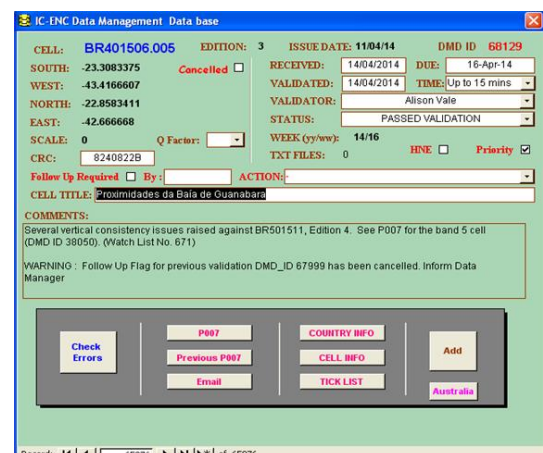 IC-ENC Data Management Data base
CELL: BR401506.005 EDITION: 3 ISSUE DATE: 11/04/14 DMD ID 68129
SOUTH: -23.3083375 Cancelled RECEIVED: 14/04/2014 DUE: 16-Apr-14
WEST: -43.4166607 VALIDATED: 14/04/2014 TIME: Up to 15 mins
NORTH: -22.8583411 VALIDATOR: Alison Vale
EAST: -42.666668 STATUS: PASSED VALIDATION
SCALE: 0 Q Factor: WEEK (yy/ww): 14/16
CRC: 8240822B TXT FILES: 0 HNE Priority
Follow Up Required By: ACTION: -
CELL TITLE: Proximidades da Baía de Guanabara
COMMENTS:
Several vertical consistency issues raised against BR501511, Edition 4. See P007 for the band 5 cell
(DMD ID 38050). (Watch List No. 671)
WARNING : Follow Up Flag for previous validation DMD_ID 67999 has been cancelled. Inform Data
Manager
Check
Errors
P007
Previous P007
Email
COUNTRY INFO
CELL INFO
TICK LIST
Add
Australia